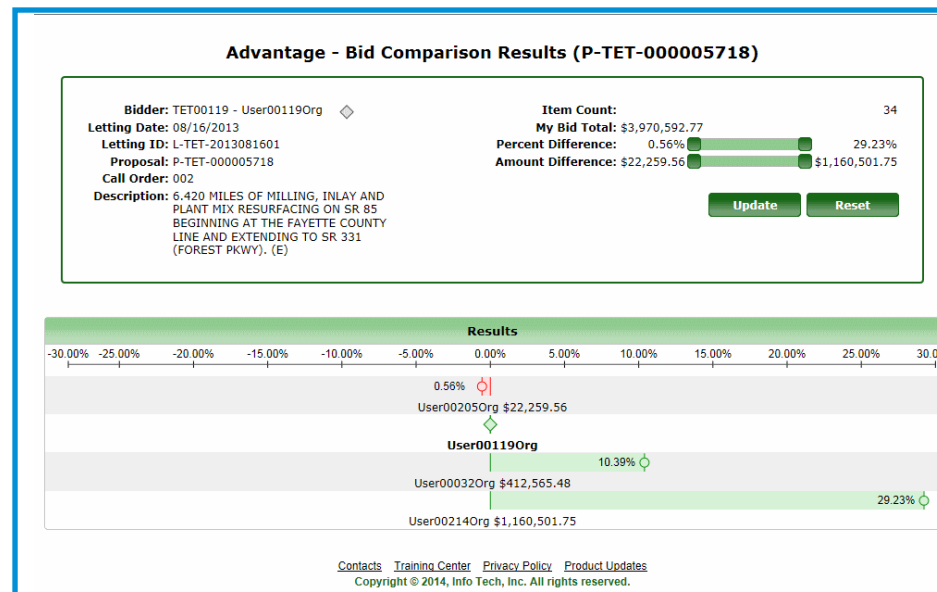 Advantage - Bid Comparison Results (P-TET-000005718)
Bidder: TET00119 - User00119Org
Letting Date: 08/16/2013
Letting ID: L-TET-2013081601
Proposal: P-TET-000005718
Call Order: 002
Description: 6.420 MILES OF MILLING, INLAY AND
PLANT MIX RESURFACING ON SR 85
BEGINNING AT THE FAYETTE COUNTY
LINE AND EXTENDING TO SR 331
(FOREST PKWY). (E)
Item Count: 34
My Bid Total: $3,970,592.77
Percent Difference: 0.56% 29.23%
Amount Difference: $22,259.56 $1,160,501.75
Update Reset
Results
-30.00% -25.00% -20.00% -15.00% -10.00% -5.00% 0.00% 5.00% 10.00% 15.00% 20.00% 25.00% 30.0
0.56%
User00205Org $22,259.56
User00119Org
10.39%
User00032Org $412,565.48
29.23%
User00214Org $1,160,501.75
Contacts Training Center Privacy Policy Product Updates
Copyright © 2014, Info Tech, Inc. All rights reserved.